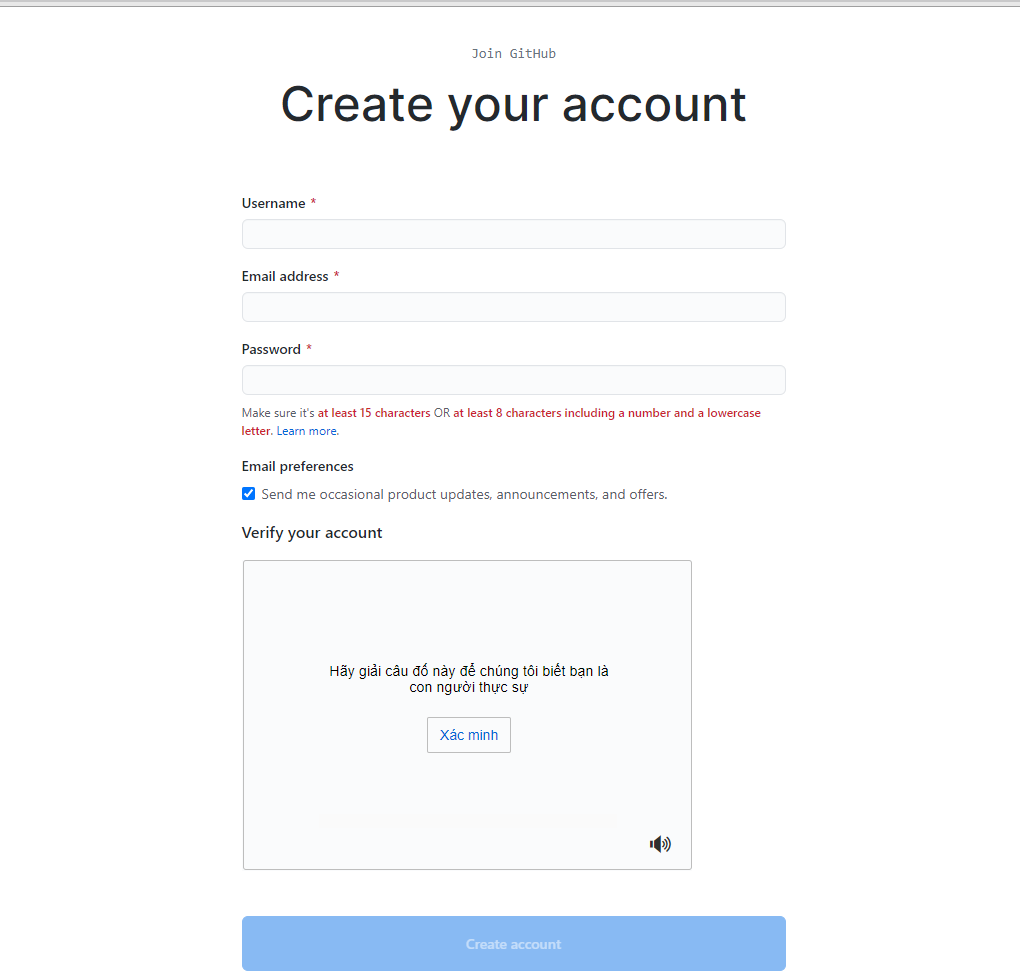 Join GitHub
Create your account
Username *
Email address *
Password *
Make sure it's at least 15 characters OR at least 8 characters including a number and a lowercase
letter. Learn more.
Email preferences
Send me occasional product updates, announcements, and offers.
Verify your account
Hãy giải câu đố này để chúng tôi biết bạn là
con người thực sự
Xác minh
Create account